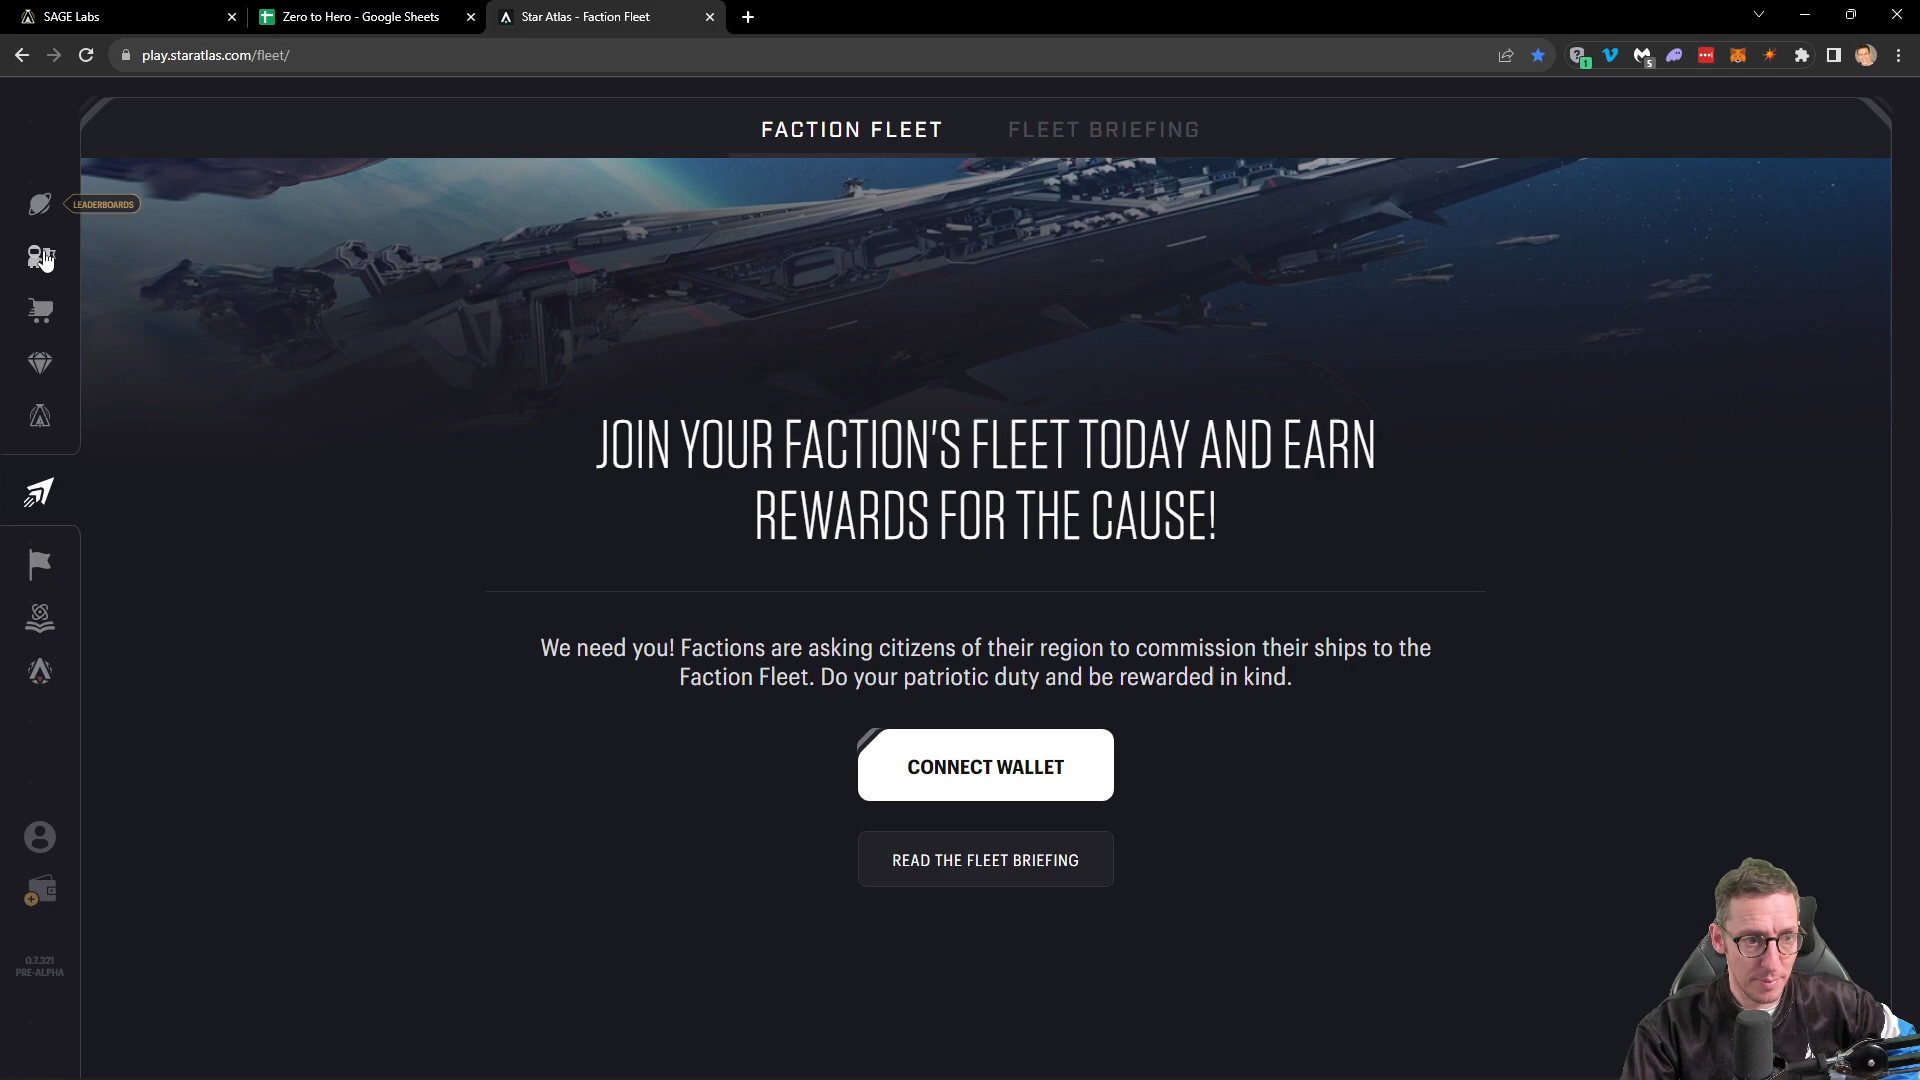 SAGE Labs
Zero to Hero - Google Sheets
Star Atlas - Faction Fleet
play.staratlas.com/fleet/
1
5
FACTION FLEET
FLEET BRIEFING
LEADERBOARDS
JOIN YOUR FACTION'S FLEET TODAY AND EARN
REWARDS FOR THE CAUSE!
We need you! Factions are asking citizens of their region to commission their ships to the
Faction Fleet. Do your patriotic duty and be rewarded in kind.
CONNECT WALLET
READ THE FLEET BRIEFING
0.7.321
PRE-ALPHA